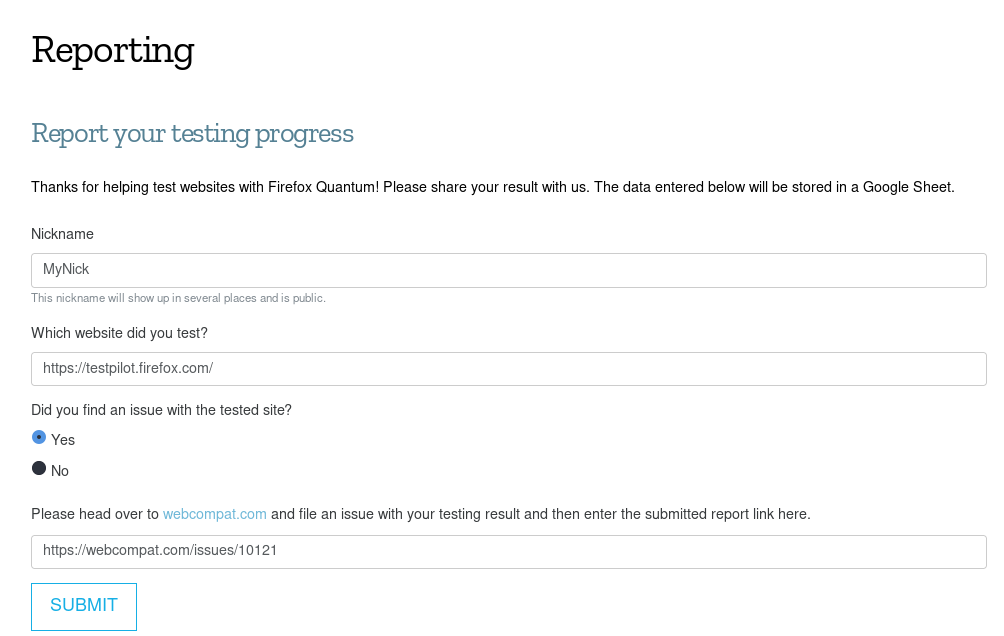 Reporting
Report your testing progress
Thanks for helping test websites with Firefox Quantum! Please share your result with us. The data entered below will be stored in a Google Sheet.
Nickname
MyNick
This nickname will show up in several places and is public.
Which website did you test?
https://testpilot.firefox.com/
Did you find an issue with the tested site?
Yes
No
Please head over to webcompat.com and file an issue with your testing result and then enter the submitted report link here.
https://webcompat.com/issues/10121
SUBMIT